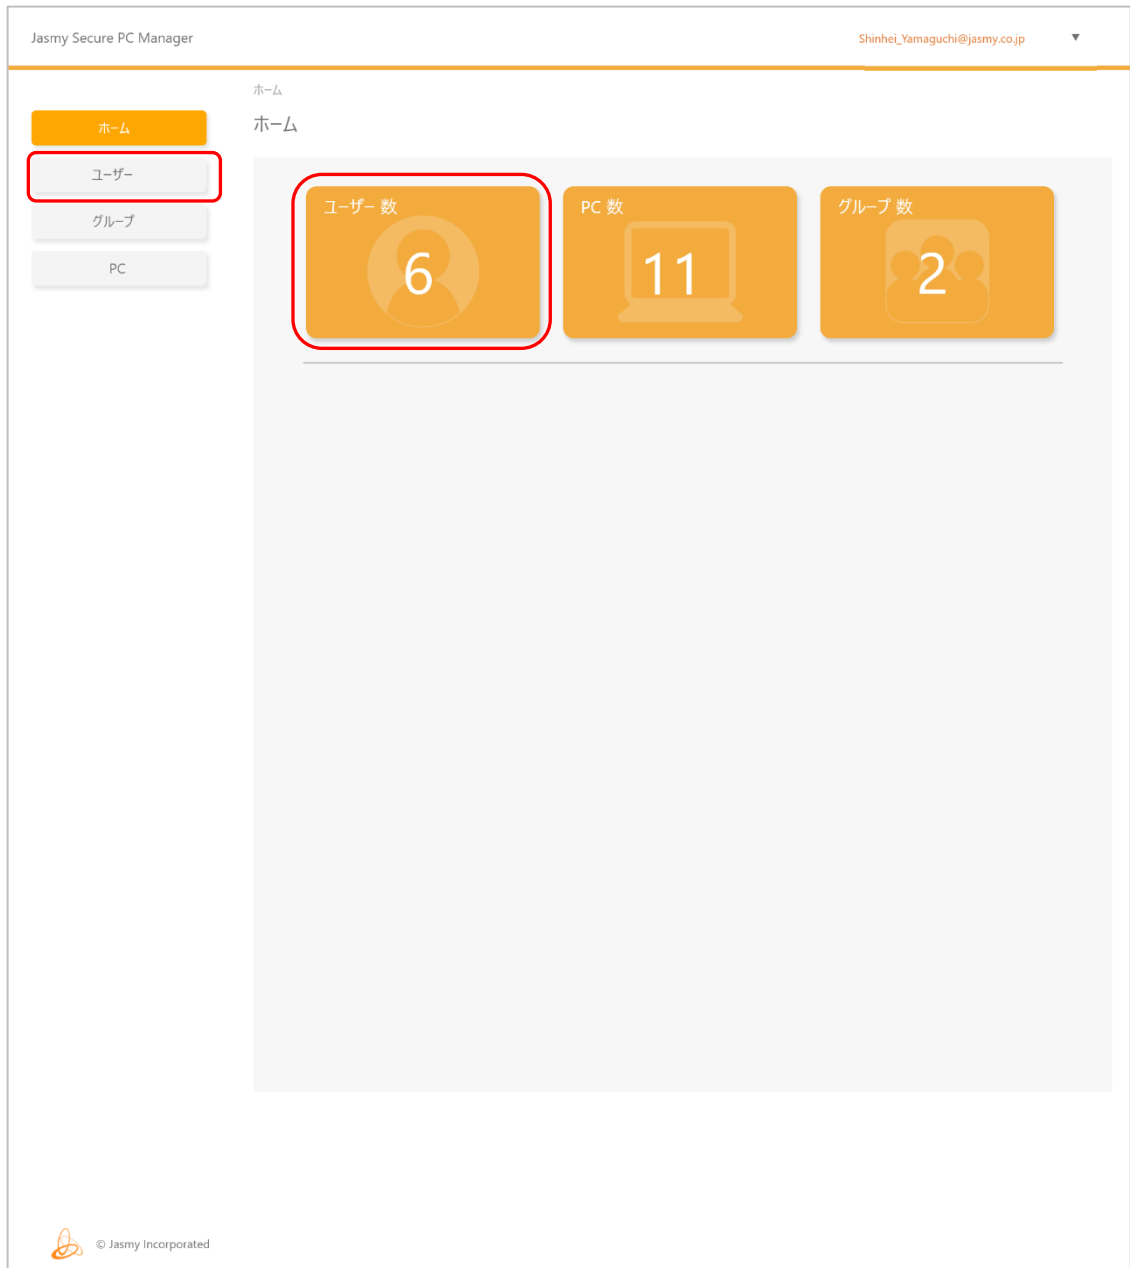 Jasmy Secure PC Manager
Shinhei_Yamaguchi@jasmy.co.jp ▼
ホーム
ホーム
ホーム
ユーザー
グループ
PC
ユーザー 数
6
PC 数
11
グループ 数
2
© Jasmy Incorporated